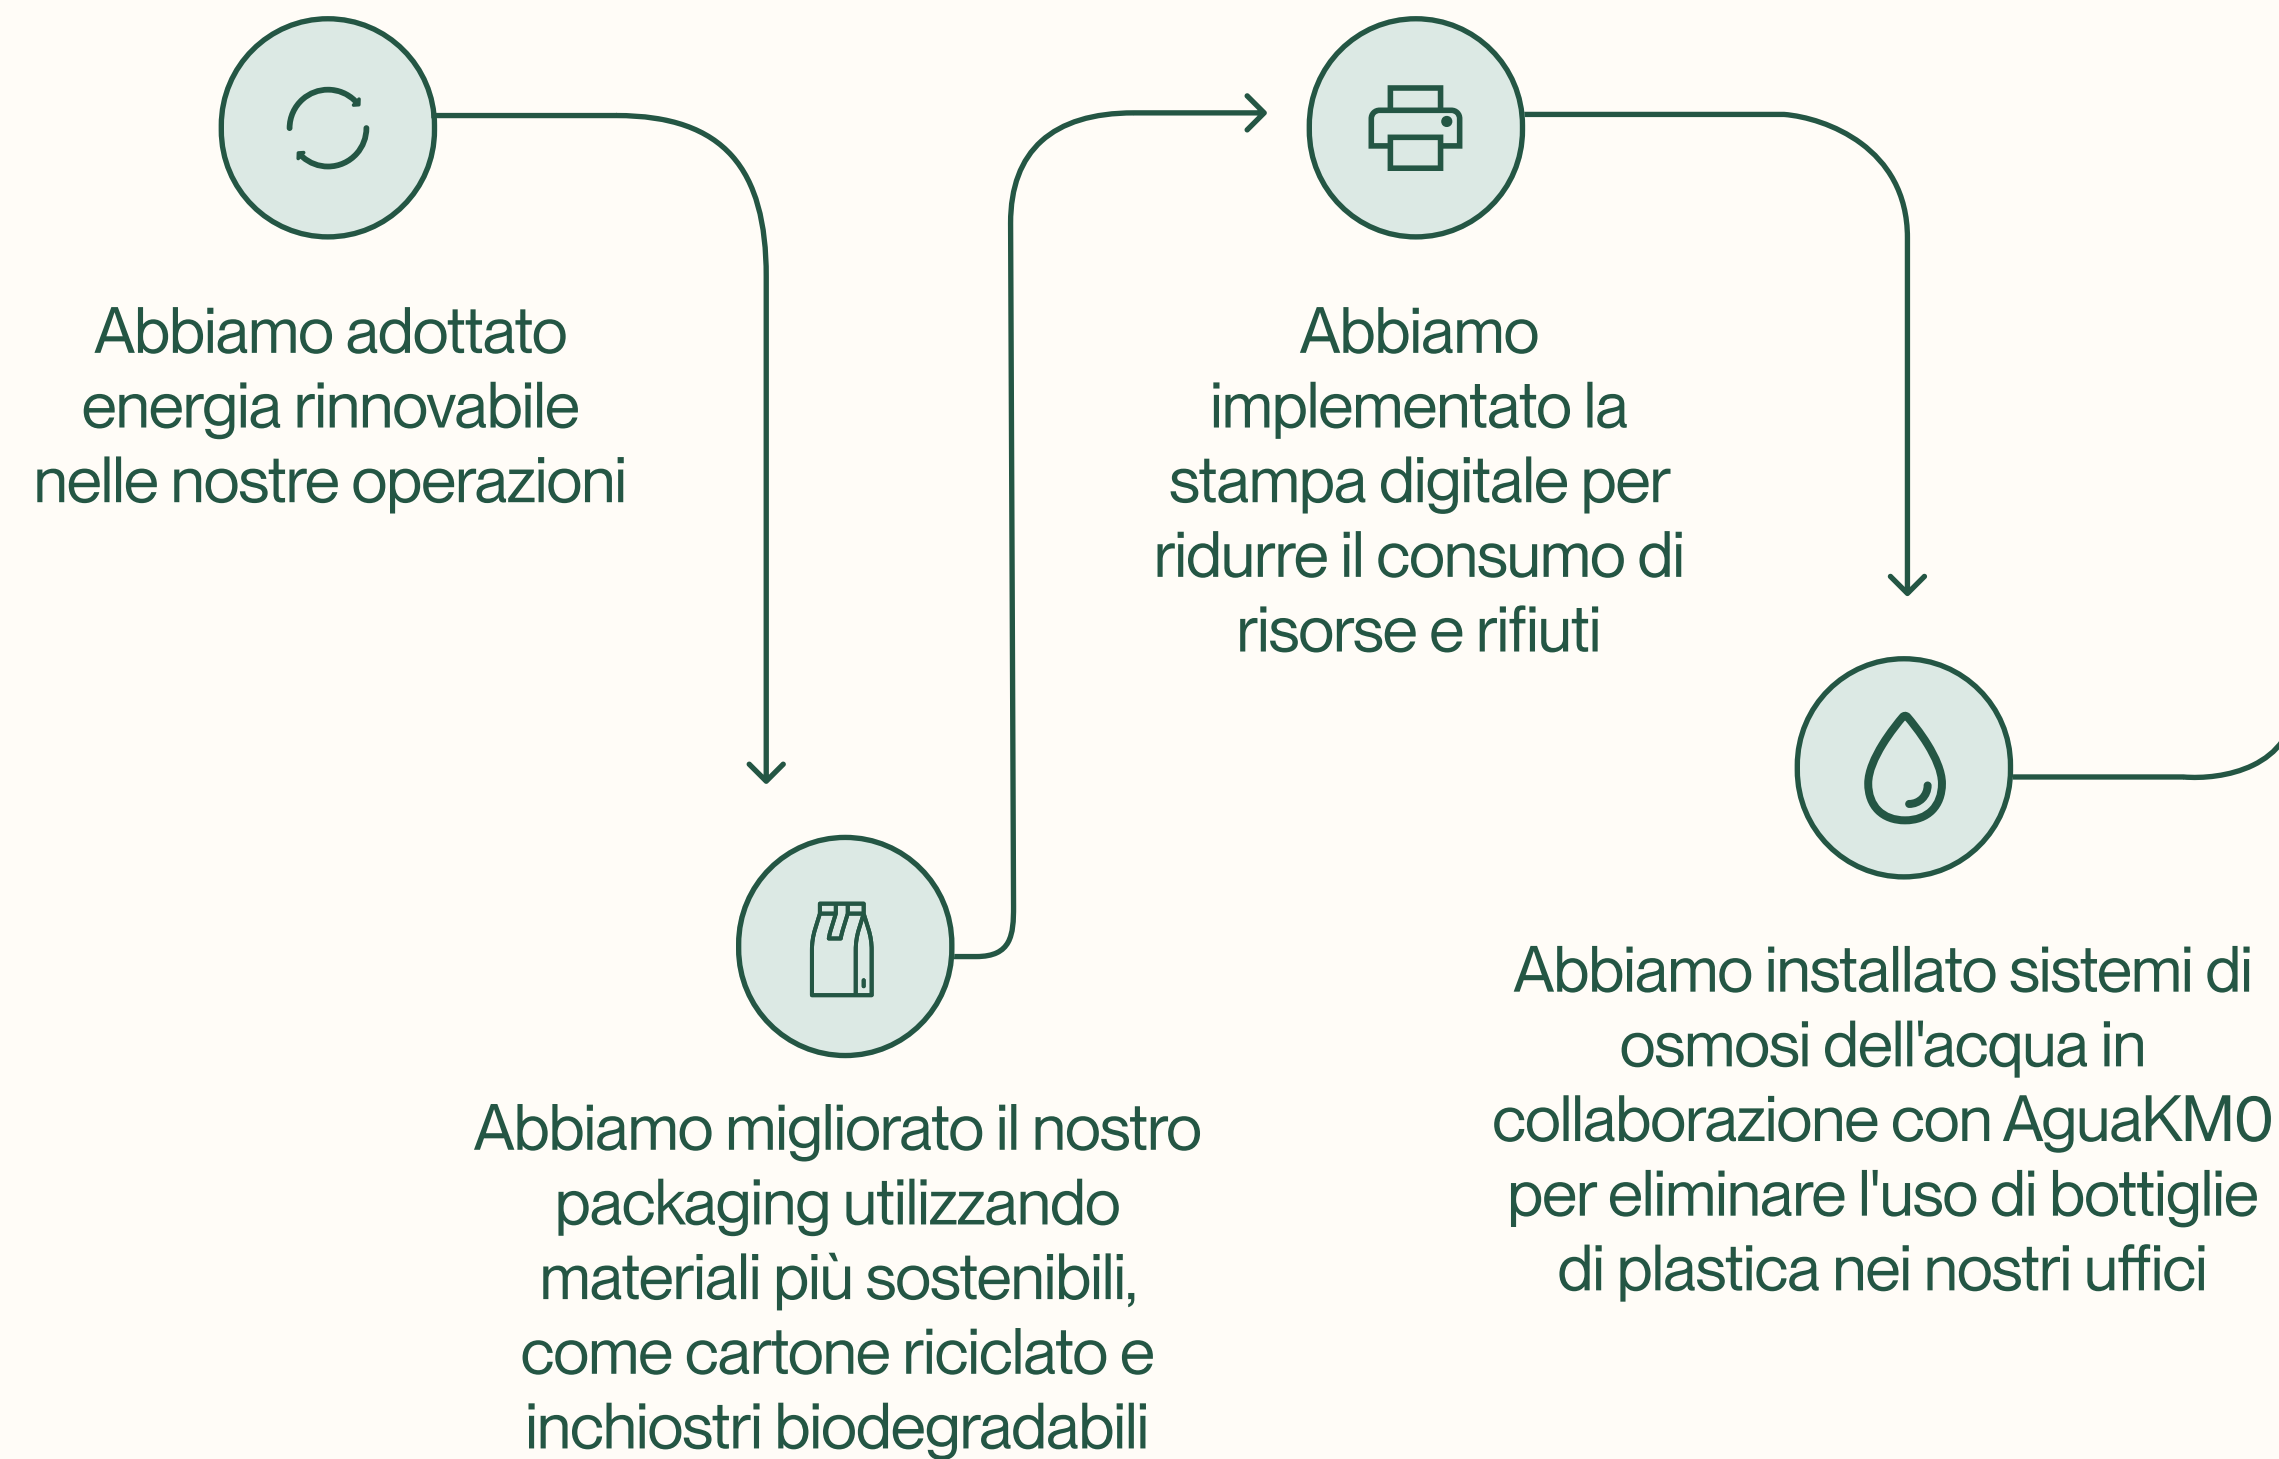 Abbiamo adottato
energia rinnovabile
nelle nostre operazioni
Abbiamo migliorato il nostro
packaging utilizzando
materiali più sostenibili,
come cartone riciclato e
inchiostri biodegradabili
Abbiamo
implementato la
stampa digitale per
ridurre il consumo di
risorse e rifiuti
Abbiamo installato sistemi di
osmosi dell'acqua in
collaborazione con AguaKM0
per eliminare l'uso di bottiglie
di plastica nei nostri uffici